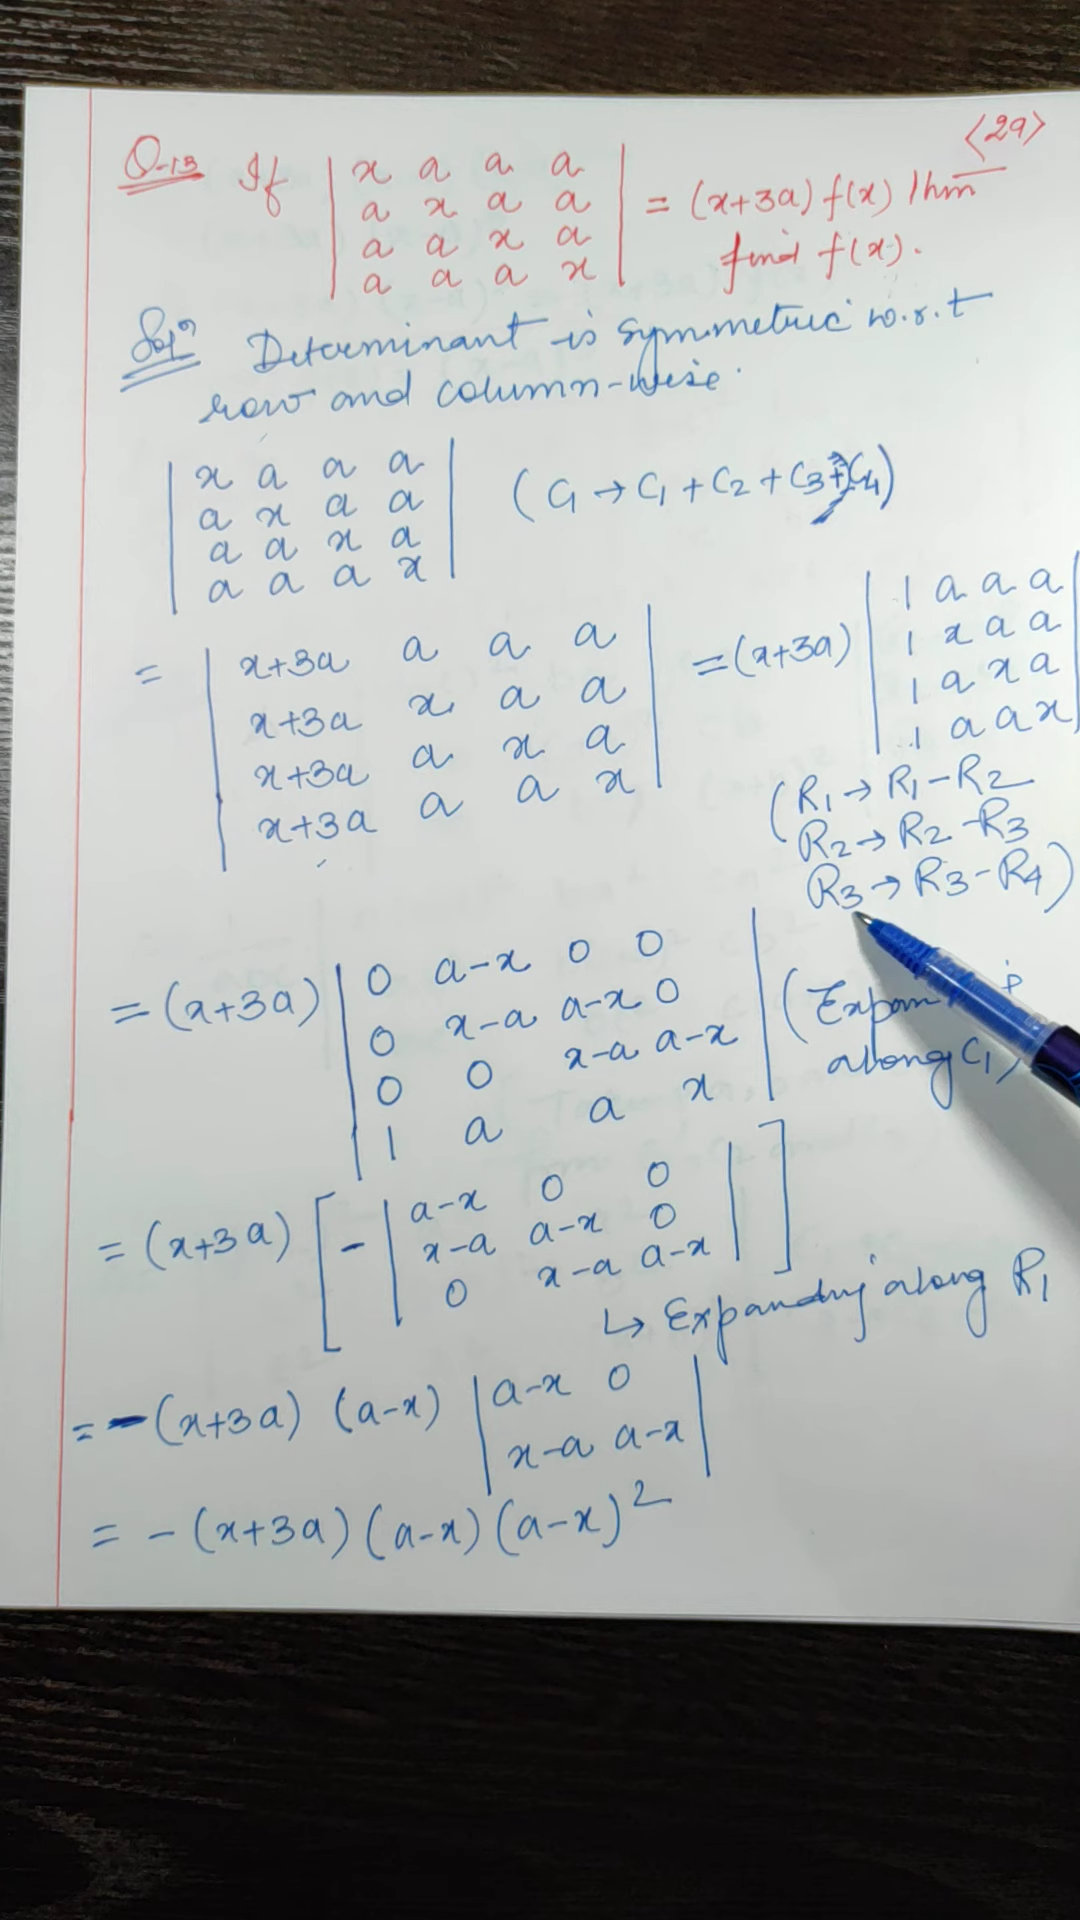 <29>
Q-13 If | x a a a | = (x+3a) f(x) then
| a x a a | find f(x).
| a a x a |
| a a a x |
Solⁿ Determinant is symmetric w.r.t
row and column-wise.
| x a a a | (C1 → C1 + C2 + C3 + C4)
| a x a a |
| a a x a |
| a a a x |
= | x+3a a a a | = (x+3a) | 1 a a a |
| x+3a x a a | | 1 x a a |
| x+3a a x a | | 1 a x a |
| x+3a a a x | | 1 a a x |
(R1 → R1 - R2
R2 → R2 - R3
R3 → R3 - R4)
= (x+3a) | 0 a-x 0 0 |
| 0 x-a a-x 0 | (Expan
| 0 0 x-a a-x | along C1)
| 1 a a x |
= (x+3a) [ - | a-x 0 0 | ]
| x-a a-x 0 |
| 0 x-a a-x |
↳ Expanding along R1
= -(x+3a) (a-x) | a-x 0 |
| x-a a-x |
= -(x+3a)(a-x)(a-x)²